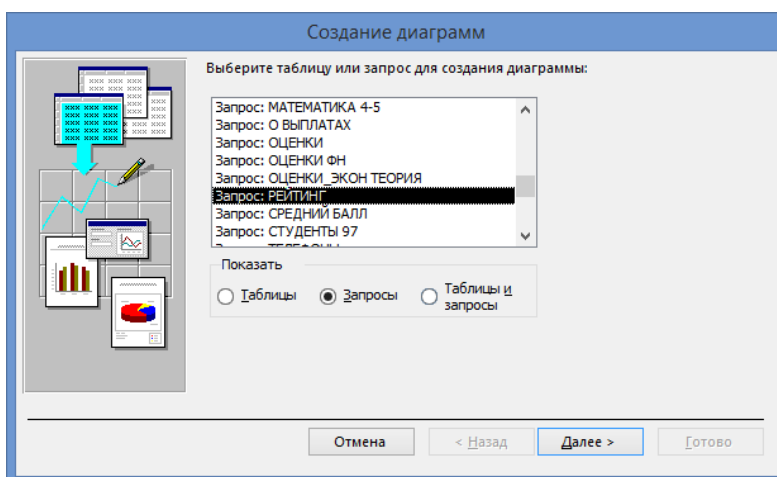 Создание диаграмм
Выберите таблицу или запрос для создания диаграммы:
Запрос: МАТЕМАТИКА 4-5
Запрос: О ВЫПЛАТАХ
Запрос: ОЦЕНКИ
Запрос: ОЦЕНКИ ФН
Запрос: ОЦЕНКИ_ЭКОН ТЕОРИЯ
Запрос: РЕЙТИНГ
Запрос: СРЕДНИЙ БАЛЛ
Запрос: СТУДЕНТЫ 97
Показать
Таблицы
Запросы
Таблицы и
запросы
Отмена
< Назад
Далее >
Готово